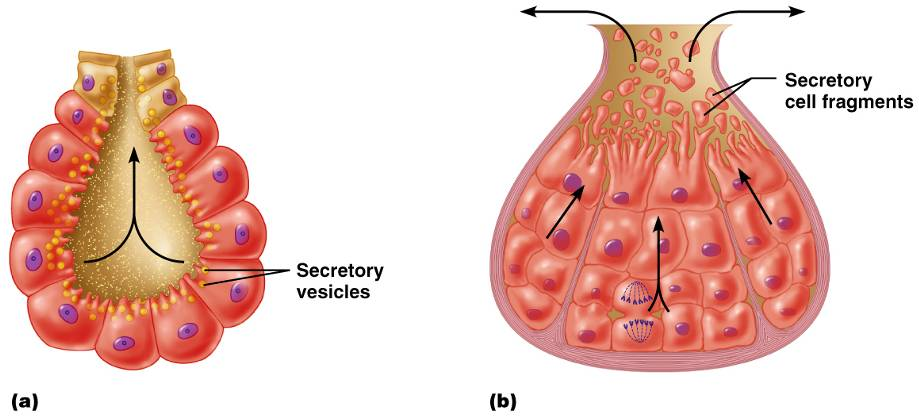 Secretory
cell fragments
Secretory
vesicles
(a)
(b)